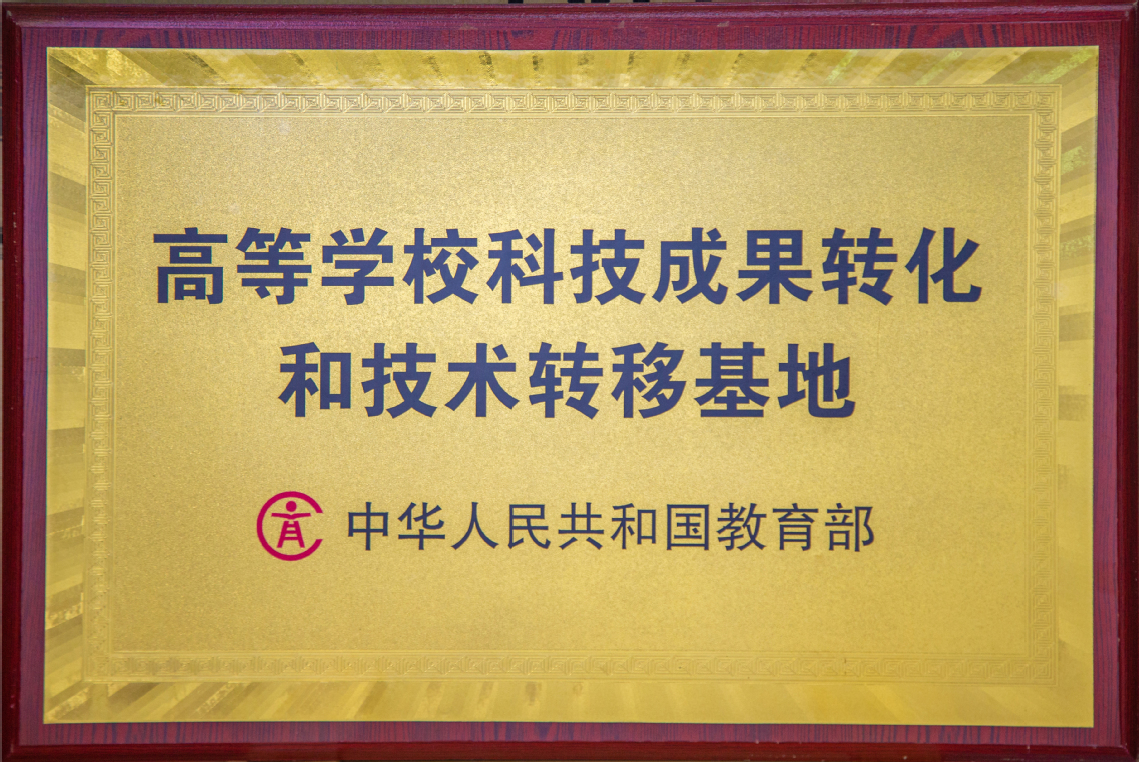 高等学校科技成果转化
和技术转移基地
中华人民共和国教育部